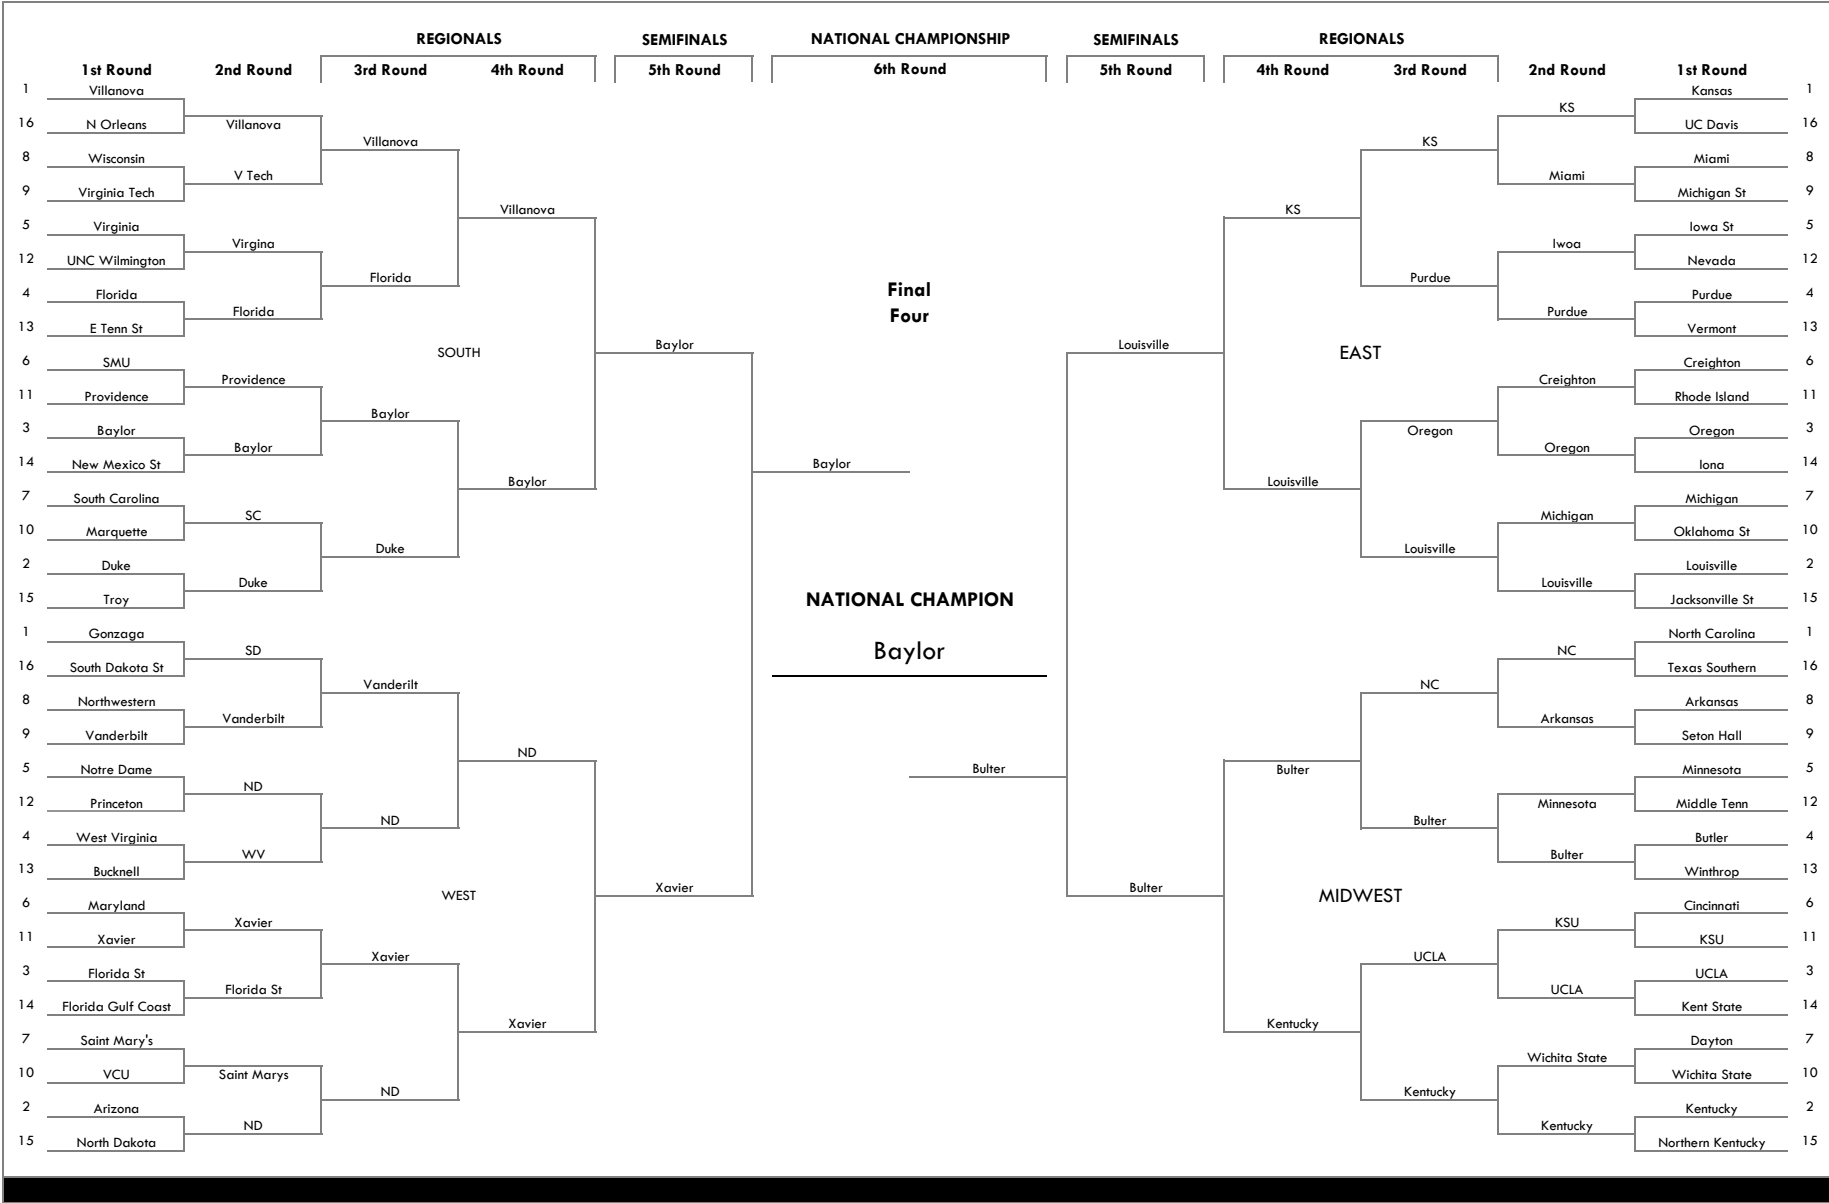 REGIONALS SEMIFINALS NATIONAL CHAMPIONSHIP SEMIFINALS REGIONALS
1st Round 2nd Round 3rd Round 4th Round 5th Round 6th Round 5th Round 4th Round 3rd Round 2nd Round 1st Round
1 Villanova
16 N Orleans
8 Wisconsin
9 Virginia Tech
5 Virginia
12 UNC Wilmington
4 Florida
13 E Tenn St
6 SMU
11 Providence
3 Baylor
14 New Mexico St
7 South Carolina
10 Marquette
2 Duke
15 Troy
1 Gonzaga
16 South Dakota St
8 Northwestern
9 Vanderbilt
5 Notre Dame
12 Princeton
4 West Virginia
13 Bucknell
6 Maryland
11 Xavier
3 Florida St
14 Florida Gulf Coast
7 Saint Mary's
10 VCU
2 Arizona
15 North Dakota
Villanova
V Tech
Virgina
Florida
Providence
Baylor
SC
Duke
SD
Vanderbilt
ND
WV
Xavier
Florida St
Saint Marys
ND
Villanova
Florida
Baylor
Duke
Vanderilt
ND
Xavier
ND
SOUTH
WEST
Villanova
Baylor
ND
Xavier
Baylor
Xavier
Final
Four
Baylor
NATIONAL CHAMPION
Baylor
Bulter
Louisville
Bulter
KS
Louisville
Bulter
Kentucky
EAST
MIDWEST
KS
Purdue
Oregon
Louisville
NC
Bulter
UCLA
Kentucky
KS
Miami
Iwoa
Purdue
Creighton
Oregon
Michigan
Louisville
NC
Arkansas
Minnesota
Bulter
KSU
UCLA
Wichita State
Kentucky
Kansas 1
UC Davis 16
Miami 8
Michigan St 9
Iowa St 5
Nevada 12
Purdue 4
Vermont 13
Creighton 6
Rhode Island 11
Oregon 3
Iona 14
Michigan 7
Oklahoma St 10
Louisville 2
Jacksonville St 15
North Carolina 1
Texas Southern 16
Arkansas 8
Seton Hall 9
Minnesota 5
Middle Tenn 12
Butler 4
Winthrop 13
Cincinnati 6
KSU 11
UCLA 3
Kent State 14
Dayton 7
Wichita State 10
Kentucky 2
Northern Kentucky 15